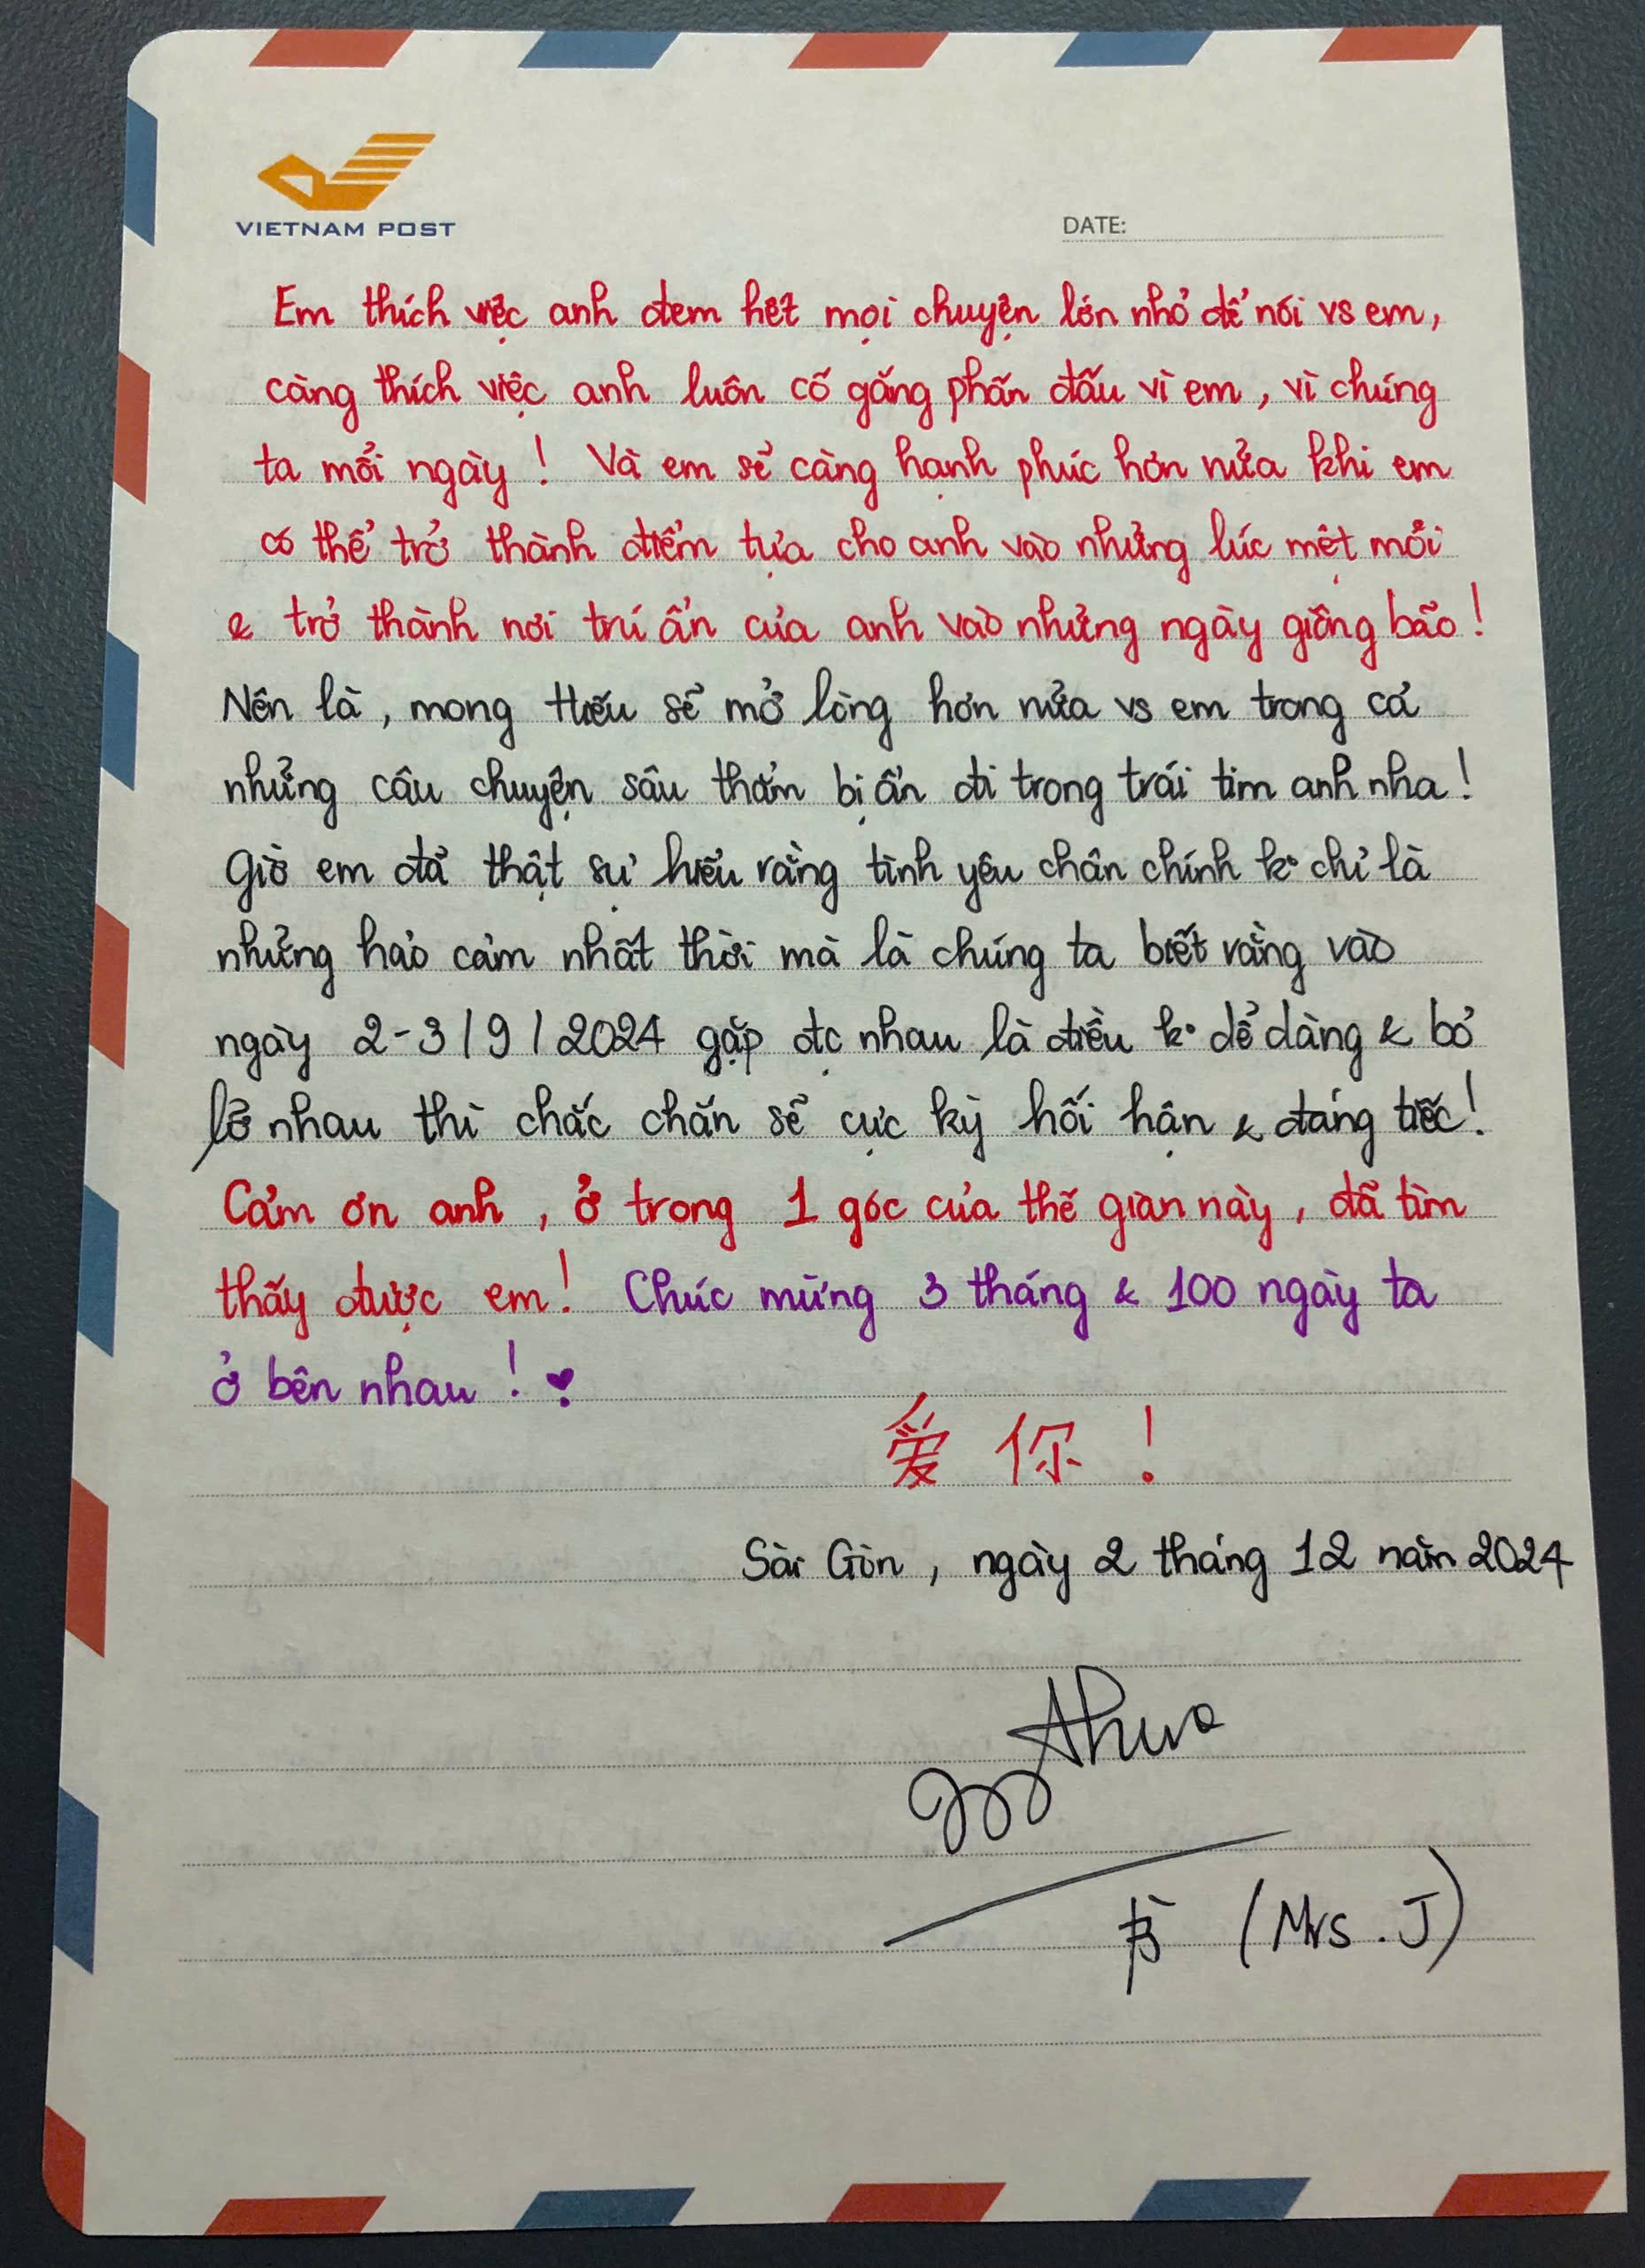 VIETNAM POST
DATE:
Em thích việc anh đem hết mọi chuyện lớn nhỏ để nói vs em,
càng thích việc anh luôn cố gắng phấn đấu vì em, vì chúng
ta mỗi ngày! Và em sẽ càng hạnh phúc hơn nữa khi em
có thể trở thành điểm tựa cho anh vào những lúc mệt mỏi
& trở thành nơi trú ẩn của anh vào những ngày giông bão!
Nên là, mong Hiếu sẽ mở lòng hơn nữa vs em trong cả
những câu chuyện sâu thẳm bị ẩn đi trong trái tim anh nha!
Giờ em đã thật sự hiểu rằng tình yêu chân chính k° chỉ là
những hảo cảm nhất thời mà là chúng ta biết rằng vào
ngày 2-3/9/2024 gặp đc nhau là điều k° dễ dàng & bỏ
lỡ nhau thì chắc chắn sẽ cực kỳ hối hận & đáng tiếc!
Cảm ơn anh, ở trong 1 góc của thế gian này, đã tìm
thấy được em! Chúc mừng 3 tháng & 100 ngày ta
ở bên nhau! ♥
爱你!
Sài Gòn, ngày 2 tháng 12 năm 2024
(Mrs. J)